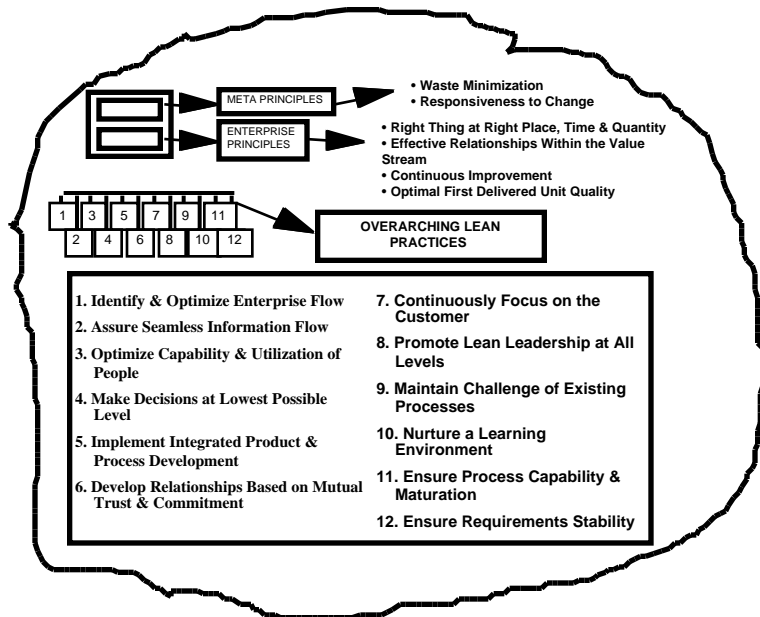 META PRINCIPLES
• Waste Minimization
• Responsiveness to Change
ENTERPRISE
PRINCIPLES
• Right Thing at Right Place, Time & Quantity
• Effective Relationships Within the Value
Stream
• Continuous Improvement
• Optimal First Delivered Unit Quality
1 3 5 7 9 11
2 4 6 8 10 12
OVERARCHING LEAN
PRACTICES
1. Identify & Optimize Enterprise Flow
2. Assure Seamless Information Flow
3. Optimize Capability & Utilization of
People
4. Make Decisions at Lowest Possible
Level
5. Implement Integrated Product &
Process Development
6. Develop Relationships Based on Mutual
Trust & Commitment
7. Continuously Focus on the
Customer
8. Promote Lean Leadership at All
Levels
9. Maintain Challenge of Existing
Processes
10. Nurture a Learning
Environment
11. Ensure Process Capability &
Maturation
12. Ensure Requirements Stability